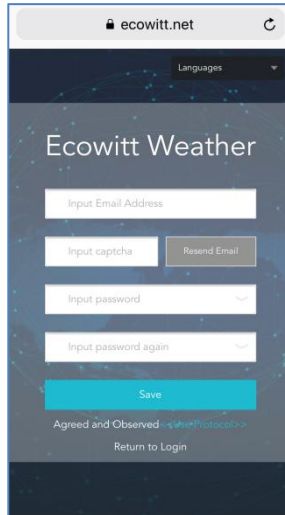 ecowitt.net
Languages
Ecowitt Weather
Input Email Address
Input captcha
Resend Email
Input password
Input password again
Save
Agreed and Observed<<Use Protocol>>
Return to Login